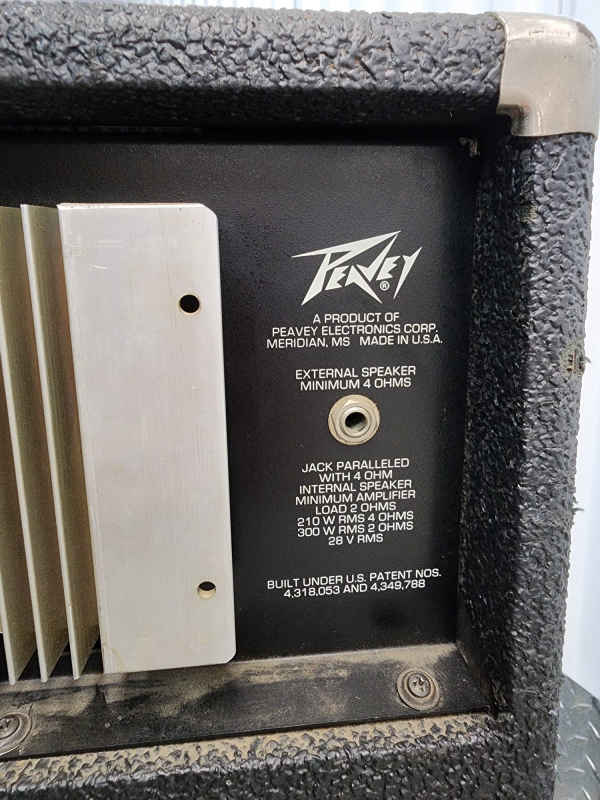 PEAVEY ®
A PRODUCT OF
PEAVEY ELECTRONICS CORP.
MERIDIAN, MS MADE IN U.S.A.
EXTERNAL SPEAKER
MINIMUM 4 OHMS
JACK PARALLELED
WITH 4 OHM
INTERNAL SPEAKER
MINIMUM AMPLIFIER
LOAD 2 OHMS
210 W RMS 4 OHMS
300 W RMS 2 OHMS
28 V RMS
BUILT UNDER U.S. PATENT NOS.
4,318,053 AND 4,349,788